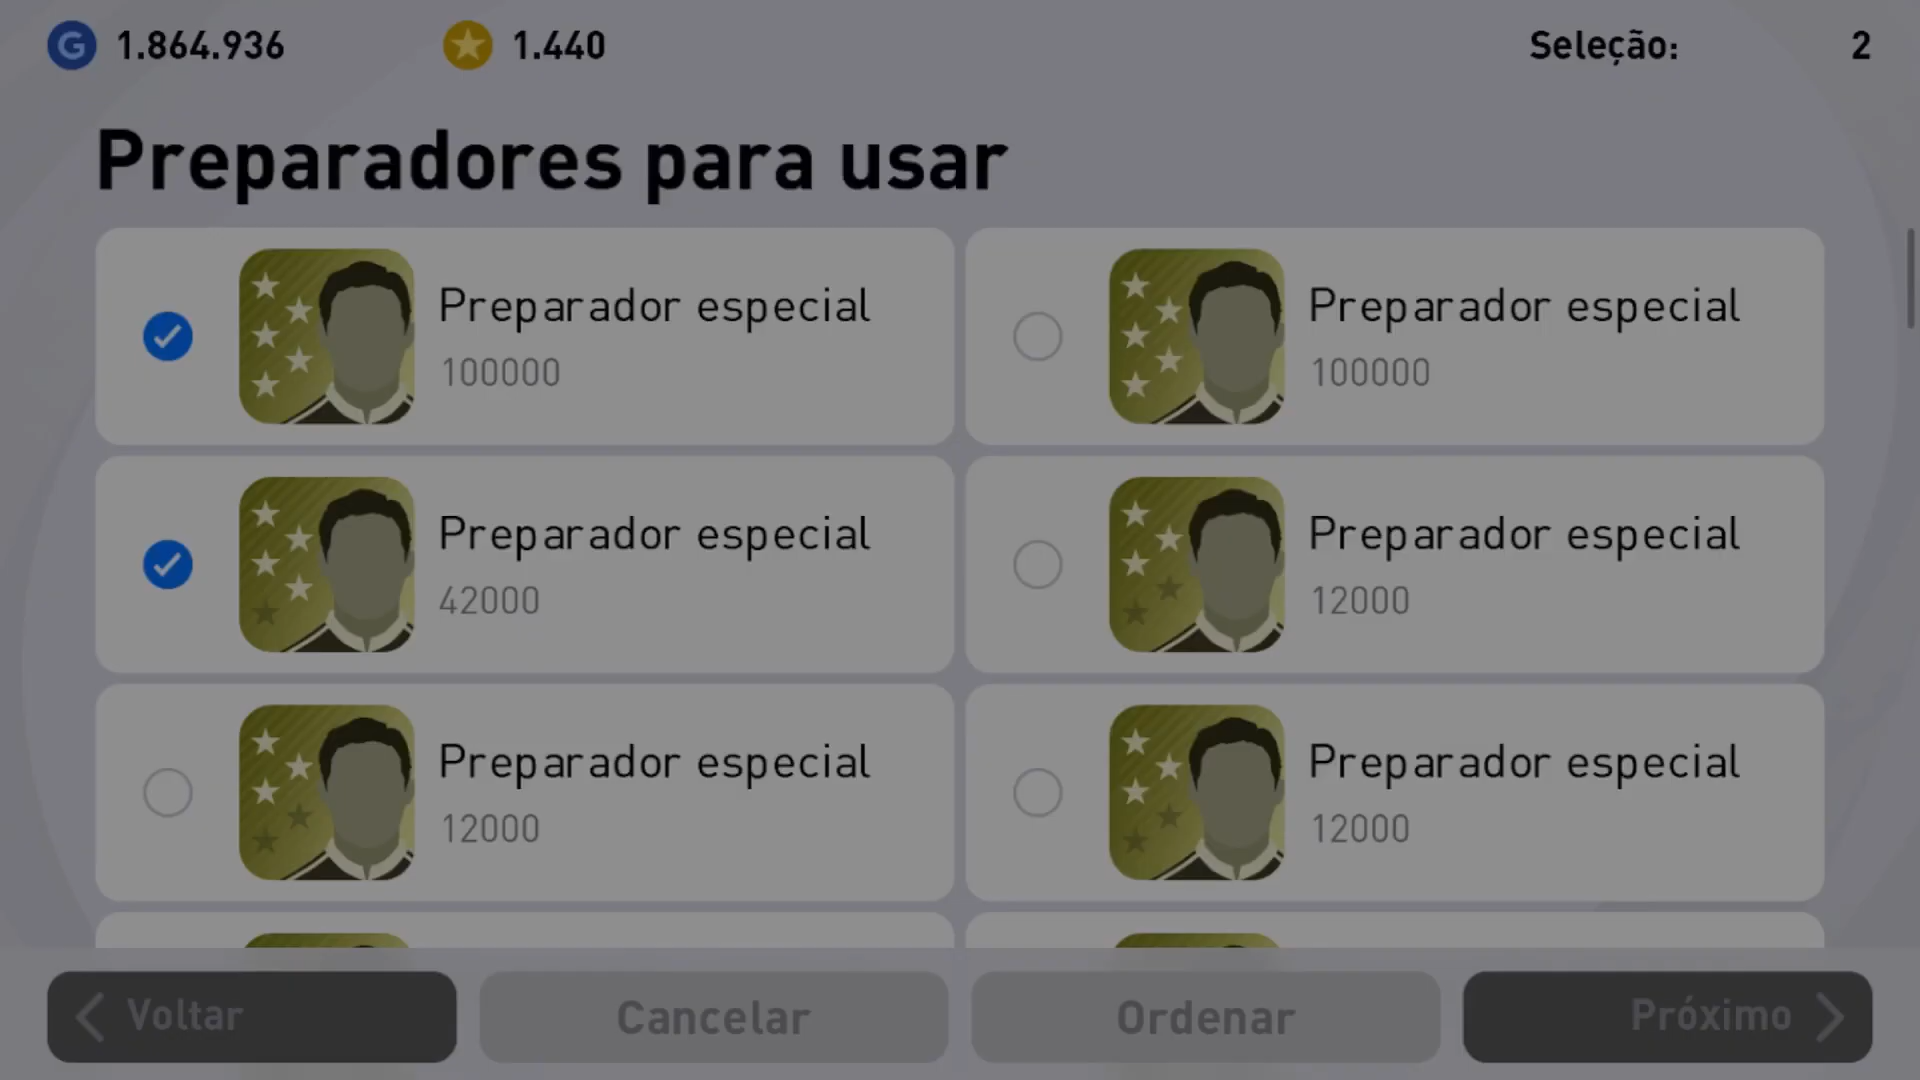 G 1.864.936 1.440 Seleção: 2
Preparadores para usar
Preparador especial
100000
Preparador especial
100000
Preparador especial
42000
Preparador especial
12000
Preparador especial
12000
Preparador especial
12000
Voltar Cancelar Ordenar Próximo